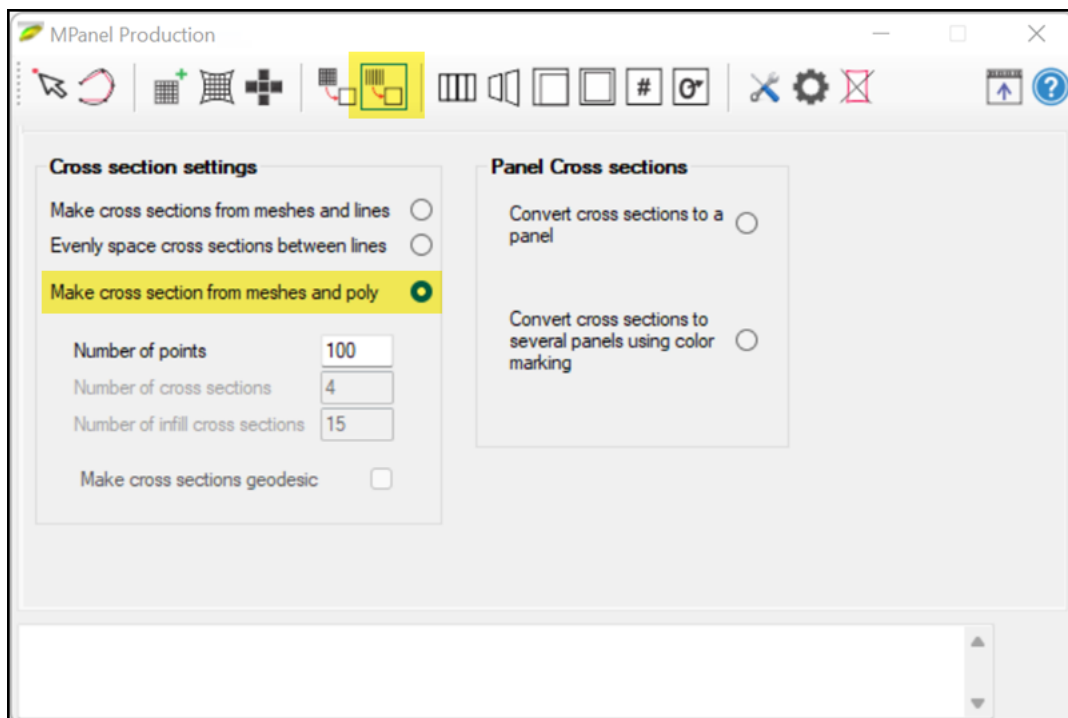 MPanel Production
#
?
Cross section settings
Make cross sections from meshes and lines
Evenly space cross sections between lines
Make cross section from meshes and poly
Number of points 100
Number of cross sections 4
Number of infill cross sections 15
Make cross sections geodesic
Panel Cross sections
Convert cross sections to a
panel
Convert cross sections to
several panels using color
marking